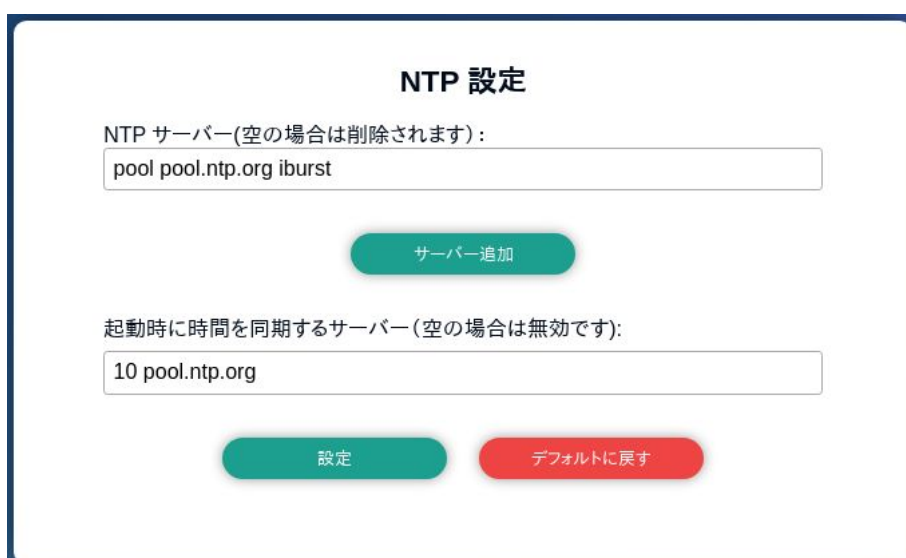 NTP 設定
NTP サーバー(空の場合は削除されます）:
pool pool.ntp.org iburst
サーバー追加
起動時に時間を同期するサーバー（空の場合は無効です):
10 pool.ntp.org
設定 デフォルトに戻す